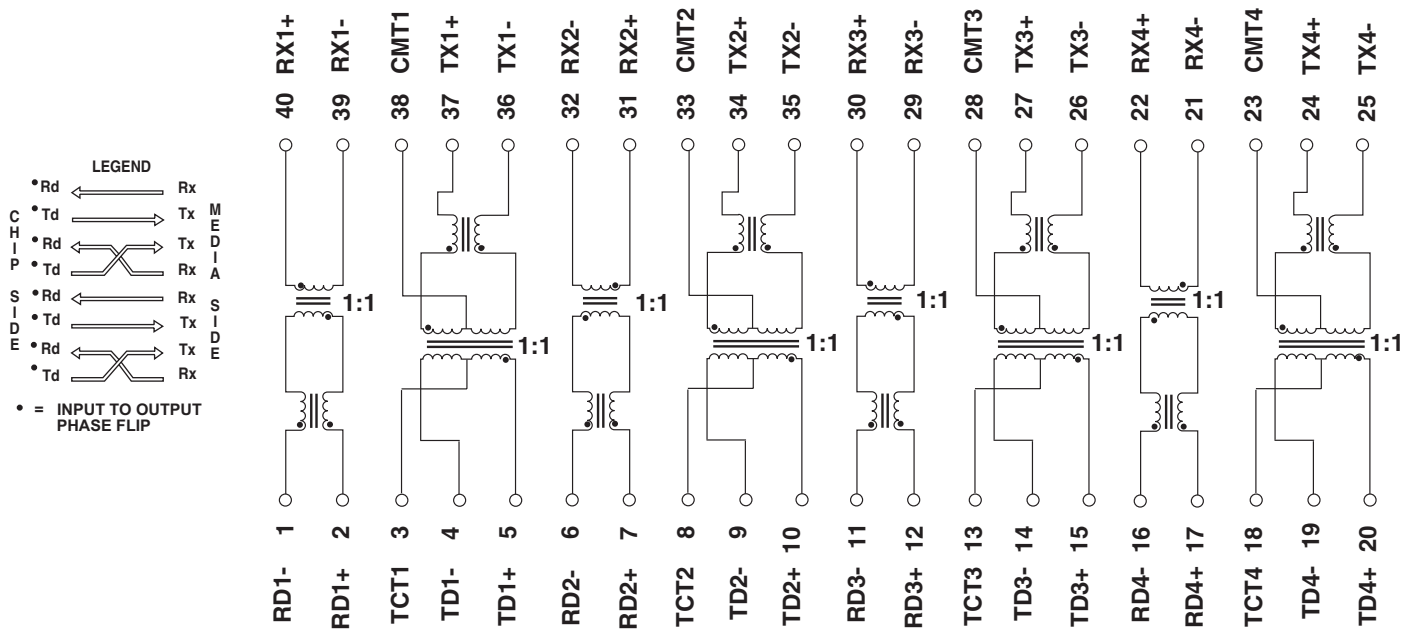 RX1+ RX1- CMT1 TX1+ TX1- RX2- RX2+ CMT2 TX2+ TX2- RX3+ RX3- CMT3 TX3+ TX3- RX4+ RX4- CMT4 TX4+ TX4-
40 39 38 37 36 32 31 33 34 35 30 29 28 27 26 22 21 23 24 25
LEGEND
•Rd Rx
•Td Tx
•Rd Tx
•Td Rx
•Rd Rx
•Td Tx
•Rd Tx
•Td Rx
CHIP SIDE
MEDIA SIDE
• = INPUT TO OUTPUT
PHASE FLIP
1:1 1:1 1:1 1:1
1:1 1:1 1:1 1:1
1 2 3 4 5 6 7 8 9 10 11 12 13 14 15 16 17 18 19 20
RD1- RD1+ TCT1 TD1- TD1+ RD2- RD2+ TCT2 TD2- TD2+ RD3- RD3+ TCT3 TD3- TD3+ RD4- RD4+ TCT4 TD4- TD4+